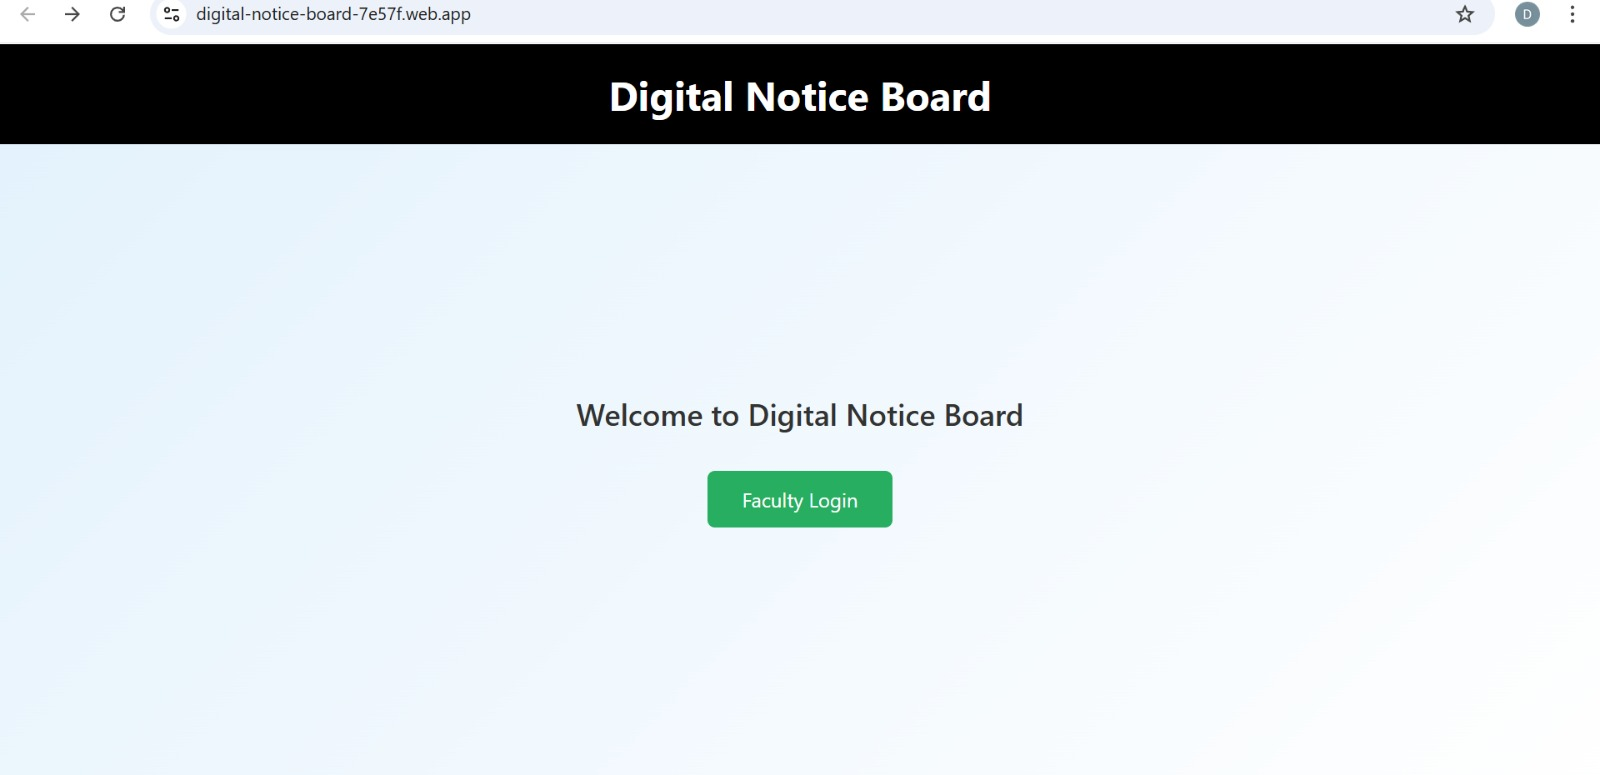 digital-notice-board-7e57f.web.app
D
Digital Notice Board
Welcome to Digital Notice Board
Faculty Login